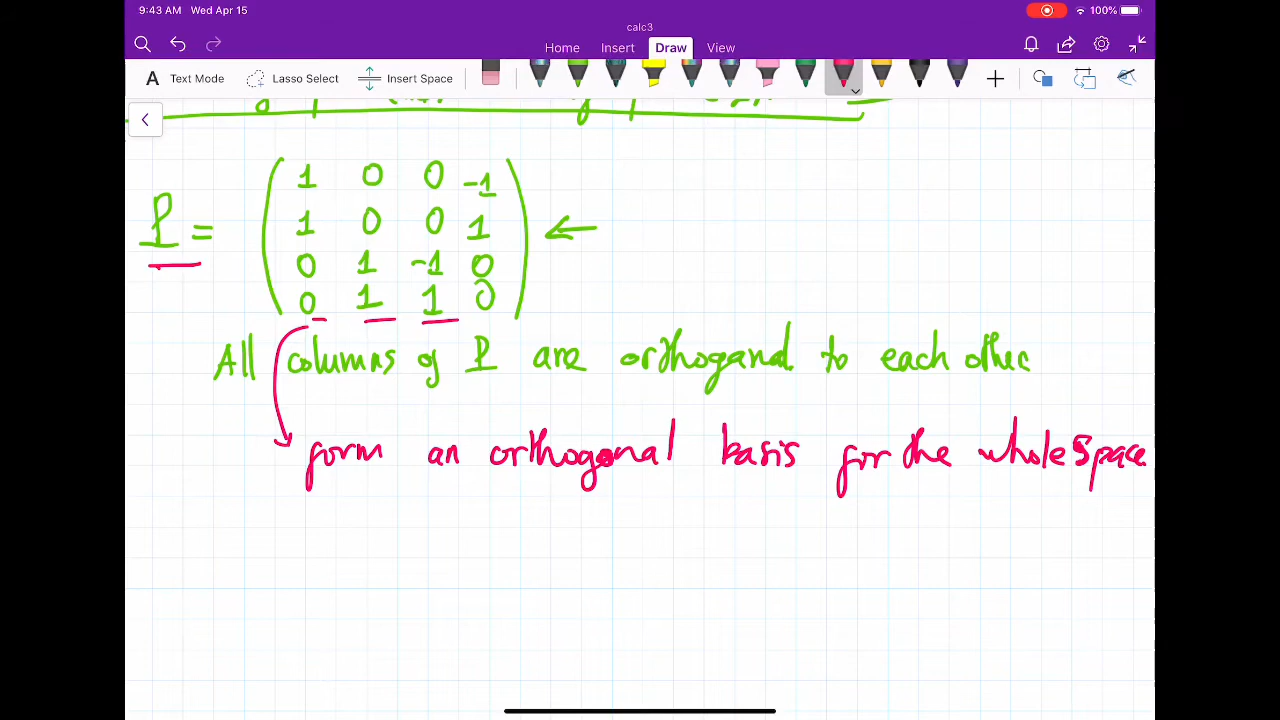 9:43 AM Wed Apr 15
100%
calc3
Home Insert Draw View
A Text Mode Lasso Select Insert Space
P =
1 0 0 -1
1 0 0 1
0 1 -1 0
0 1 1 0
All columns of P are orthogonal to each other
form an orthogonal basis for the whole space